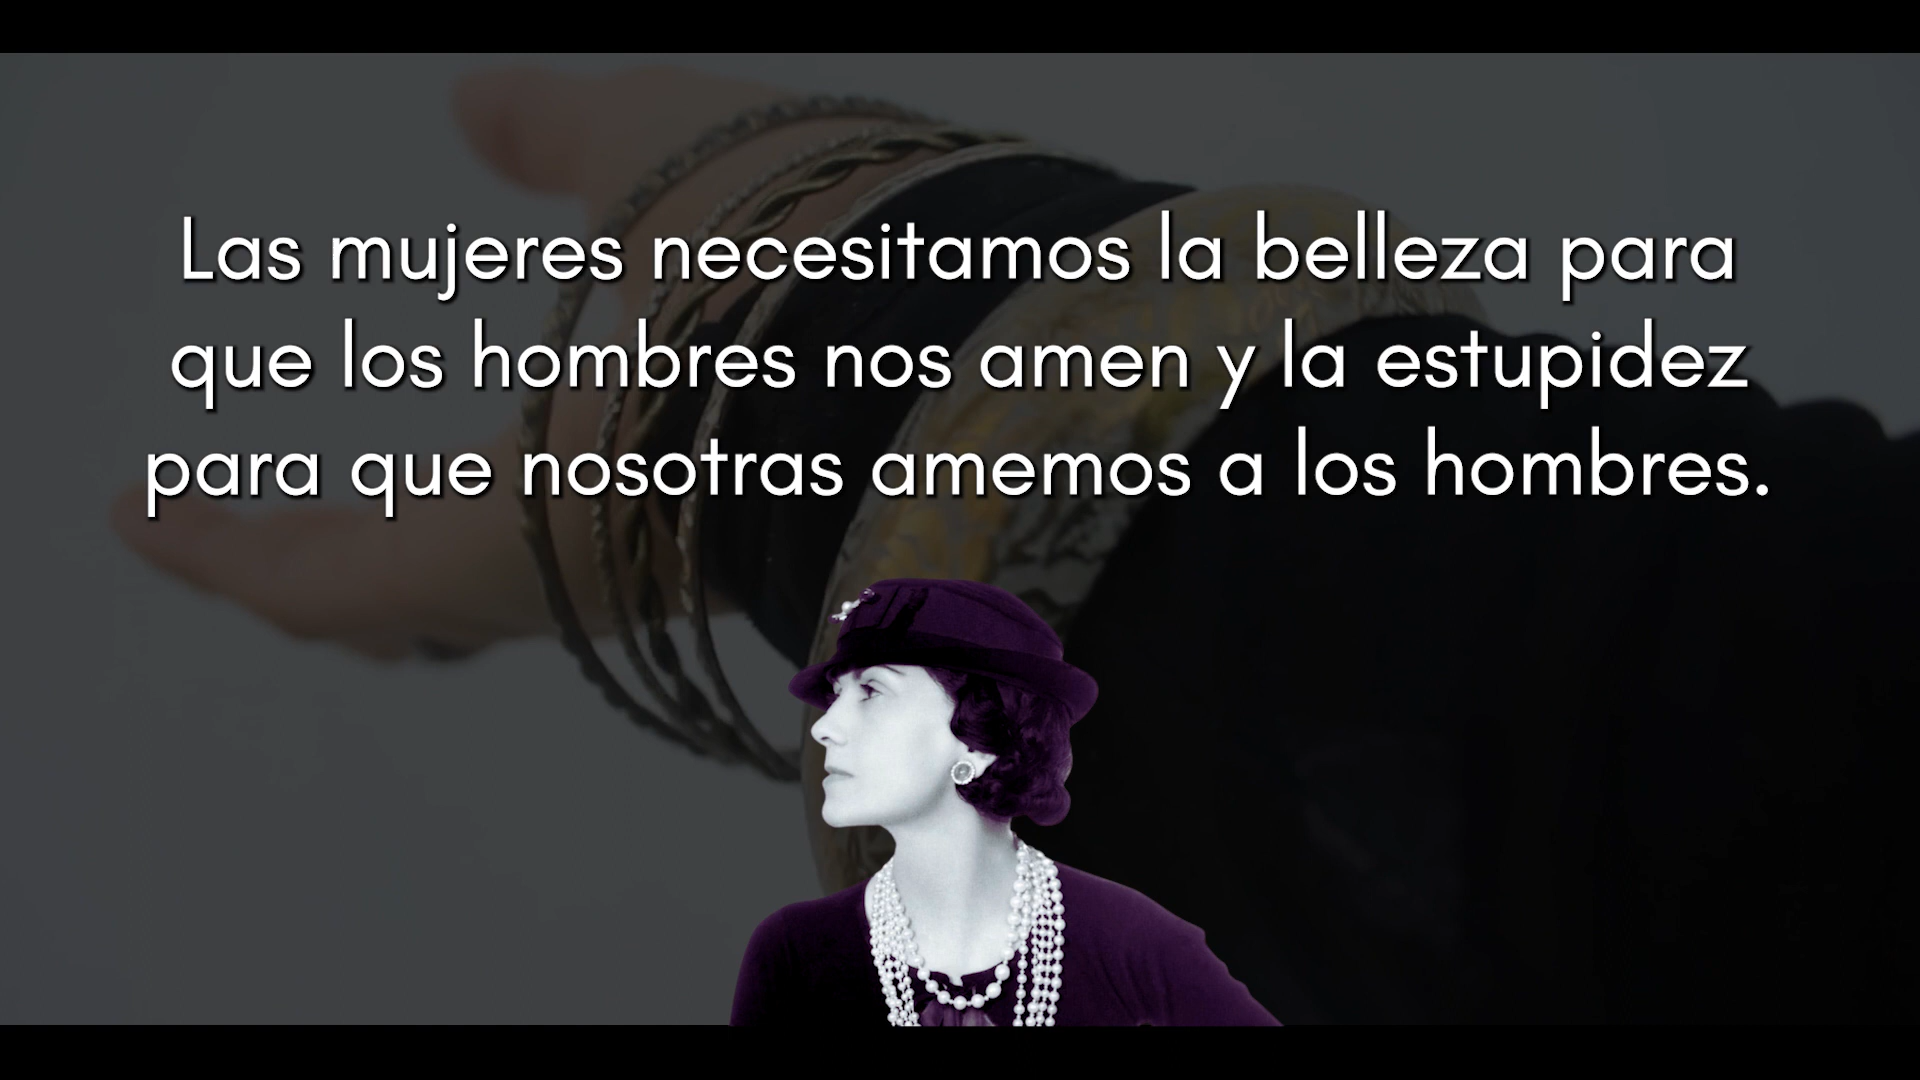 Las mujeres necesitamos la belleza para
que los hombres nos amen y la estupidez
para que nosotras amemos a los hombres.